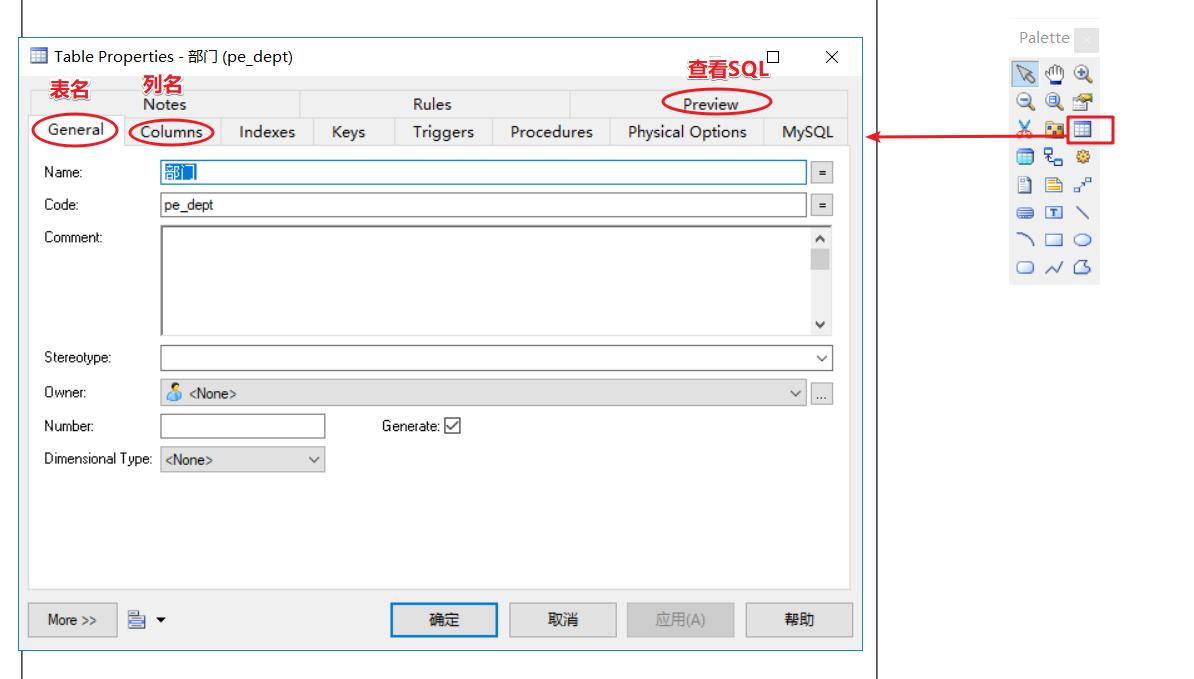 Table Properties - 部门 (pe_dept)
Palette
表名
列名
查看SQL
Notes
Rules
Preview
General
Columns
Indexes
Keys
Triggers
Procedures
Physical Options
MySQL
Name:
部门
=
Code:
pe_dept
=
Comment:
Stereotype:
Owner:
<None>
...
Number:
Generate:
Dimensional Type:
<None>
More >>
确定
取消
应用(A)
帮助